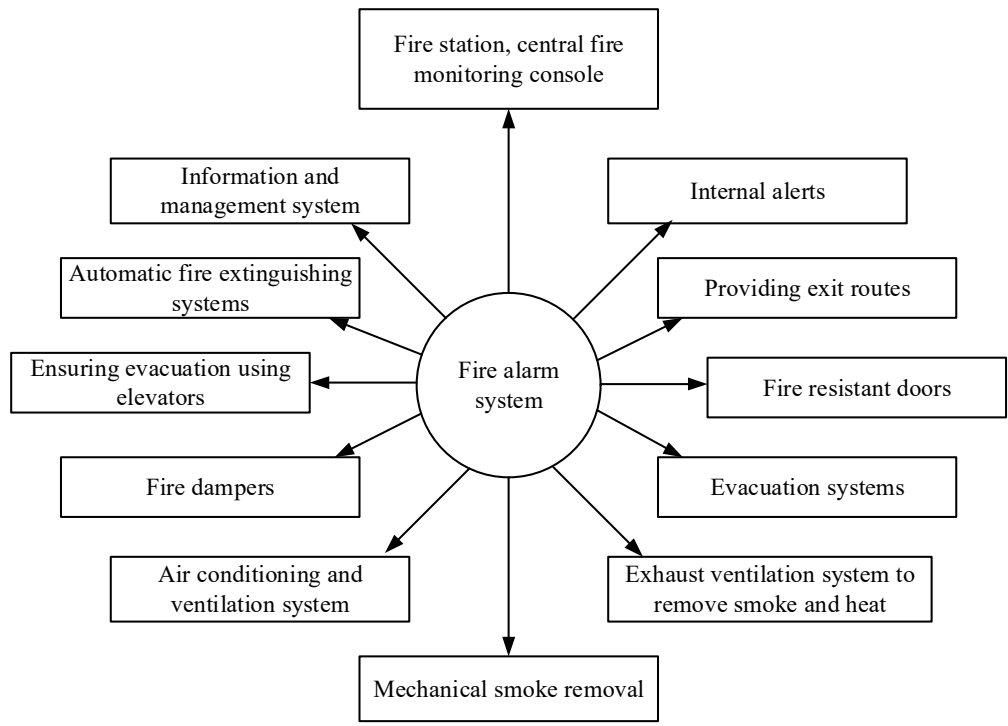 Fire station, central fire
monitoring console
Information and
management system
Internal alerts
Automatic fire extinguishing
systems
Providing exit routes
Ensuring evacuation using
elevators
Fire alarm
system
Fire resistant doors
Fire dampers
Evacuation systems
Air conditioning and
ventilation system
Exhaust ventilation system to
remove smoke and heat
Mechanical smoke removal